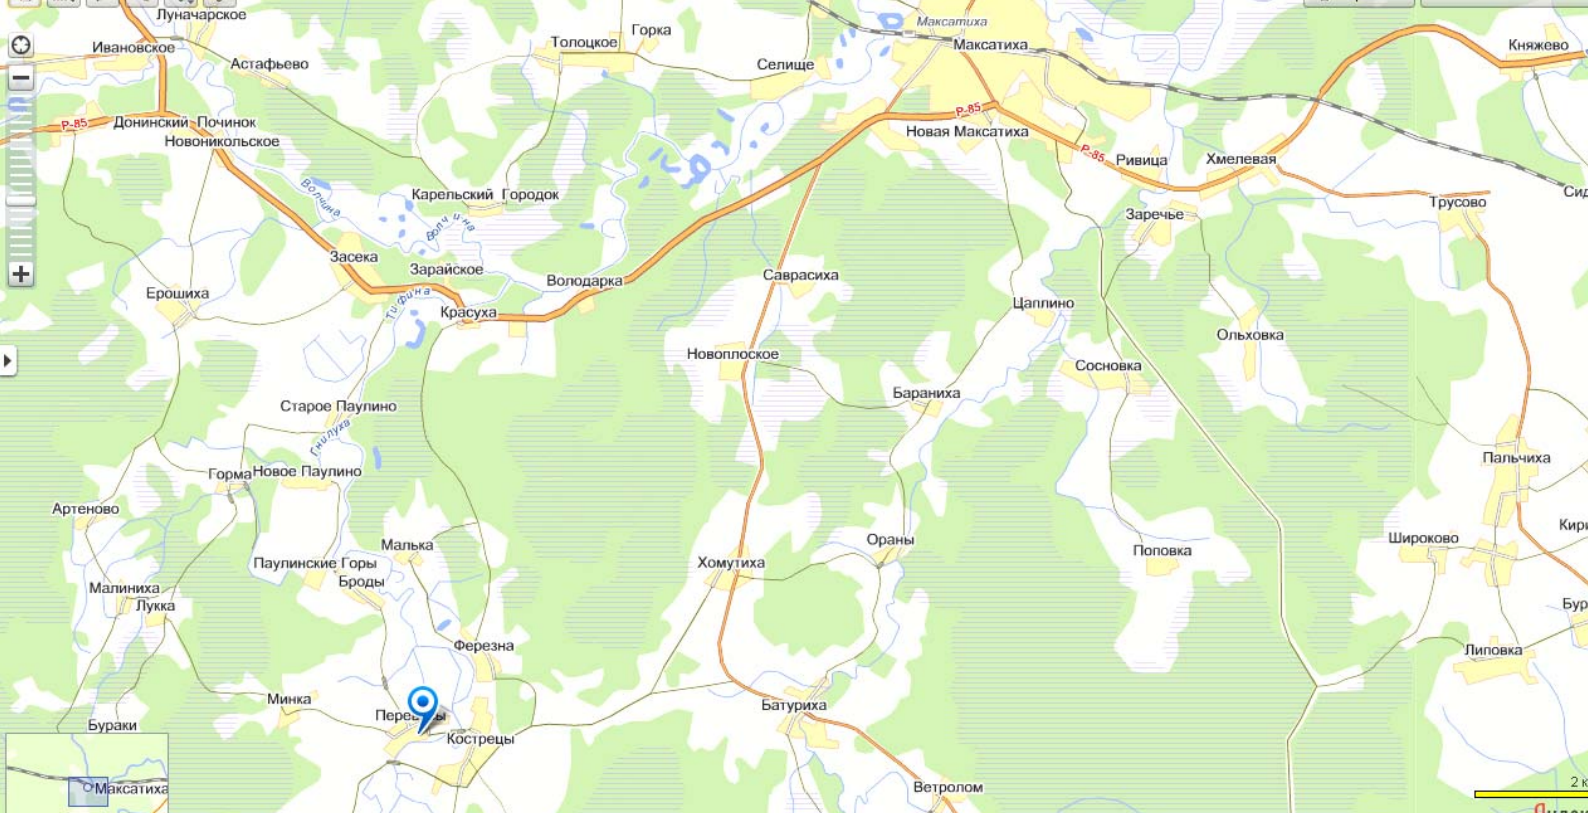 Луначарское
Максатиха
Горка
Толоцкое
Максатиха
Княжево
Ивановское
Астафьево
Селище
Р-85
Р-85
Донинский Починок
Новая Максатиха
Новоникольское
Р-85
Ривица
Хмелевая
Волчина
Карельский Городок
Трусово
Волчина
Заречье
Засека
Зарайское
Володарка
Саврасиха
Ерошиха
Тифина
Красуха
Цаплино
Ольховка
Новоплоское
Сосновка
Бараниха
Старое Паулино
Гнилуха
Пальчиха
Горма
Новое Паулино
Артеново
Широково
Ораны
Малька
Поповка
Паулинские Горы
Хомутиха
Броды
Малиниха
Лукка
Ферезна
Липовка
Минка
Батуриха
Бураки
Кострецы
Ветролом
Максатиха